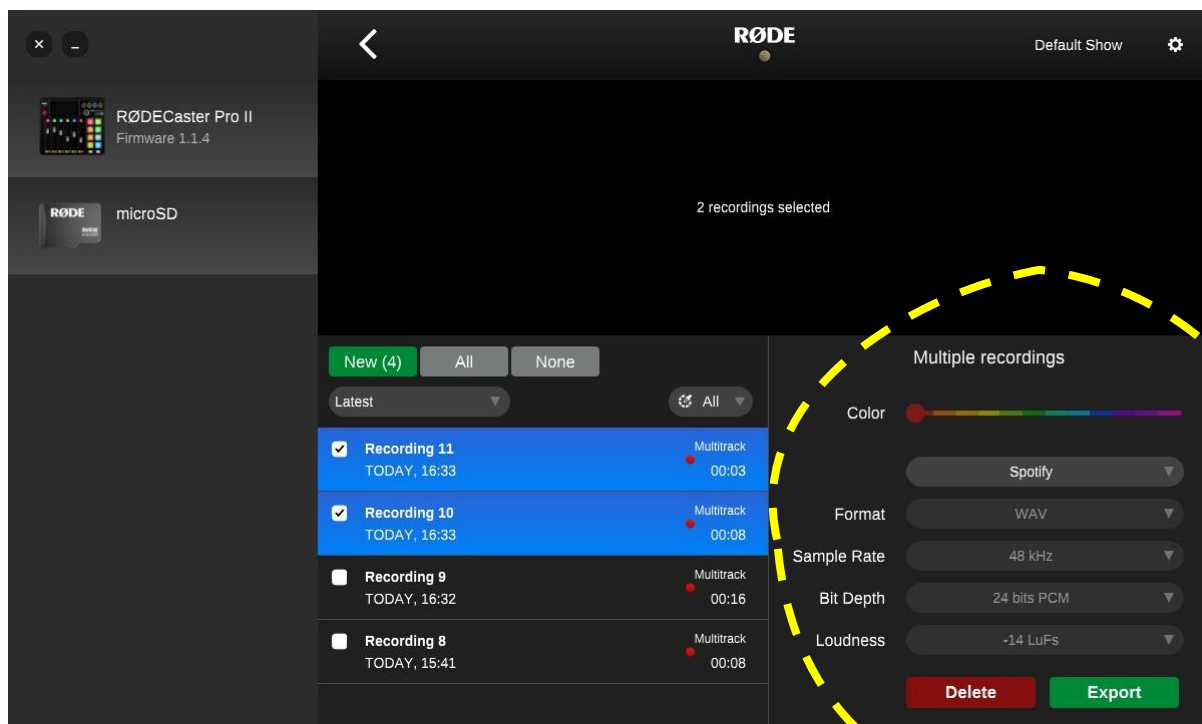 RØDE
Default Show
RØDECaster Pro II
Firmware 1.1.4
RØDE
microSD
2 recordings selected
New (4)
All
None
Latest
All
Recording 11
Multitrack
TODAY, 16:33
00:03
Recording 10
Multitrack
TODAY, 16:33
00:08
Recording 9
Multitrack
TODAY, 16:32
00:16
Recording 8
Multitrack
TODAY, 15:41
00:08
Multiple recordings
Color
Spotify
Format
WAV
Sample Rate
48 kHz
Bit Depth
24 bits PCM
Loudness
-14 LuFs
Delete
Export